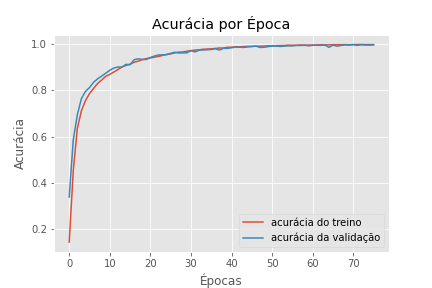 Acurácia por Época
1.0
0.8
0.6
0.4
0.2
Acurácia
0 10 20 30 40 50 60 70
Épocas
acurácia do treino
acurácia da validação